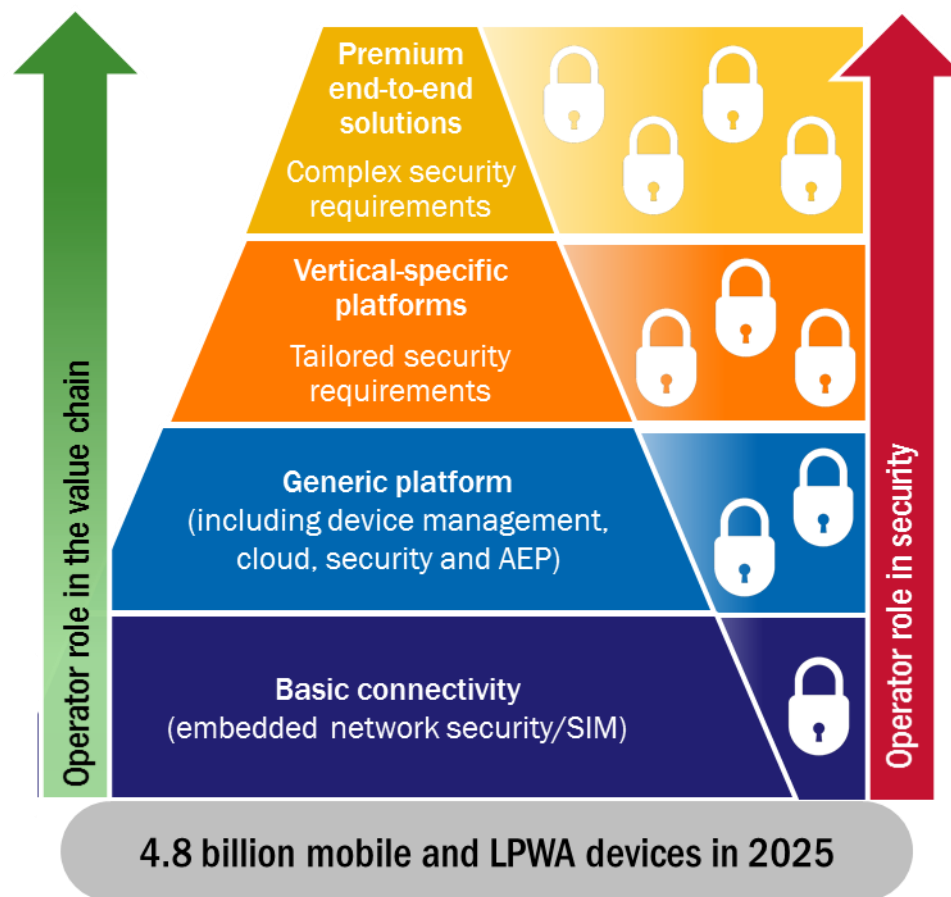 Premium
end-to-end
solutions
Complex security
requirements
Vertical-specific
platforms
Tailored security
requirements
Generic platform
(including device management,
cloud, security and AEP)
Basic connectivity
(embedded network security/SIM)
Operator role in the value chain
Operator role in security
4.8 billion mobile and LPWA devices in 2025